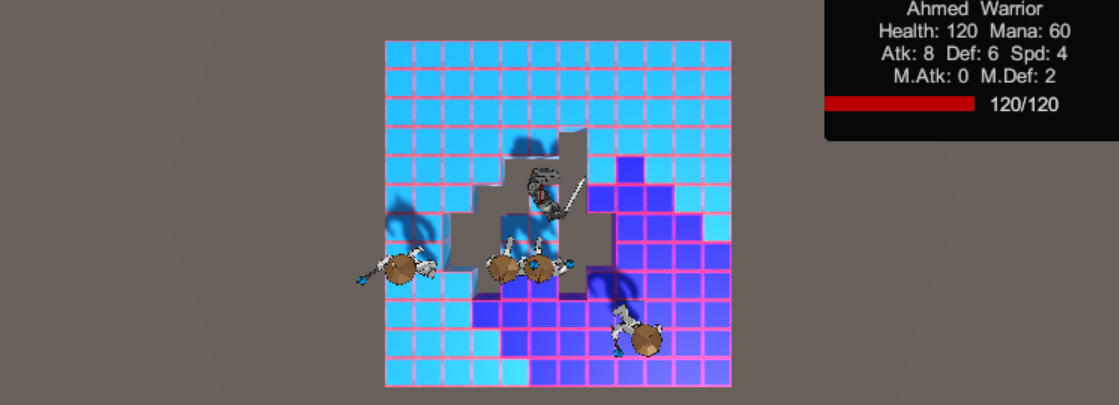 Ahmed Warrior
Health: 120 Mana: 60
Atk: 8 Def: 6 Spd: 4
M.Atk: 0 M.Def: 2
120/120